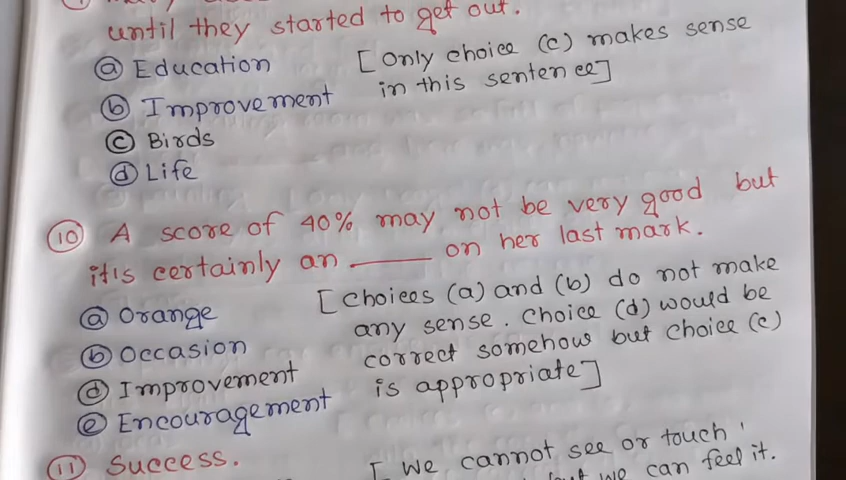 until they started to get out.
ⓐ Education [Only choice (c) makes sense
ⓑ Improvement in this sentence]
ⓒ Birds
ⓓ Life
⑩ A score of 40% may not be very good but
it is certainly an ______ on her last mark.
ⓐ Orange [Choices (a) and (b) do not make
ⓑ Occasion any sense. Choice (d) would be
ⓓ Improvement correct somehow but choice (c)
ⓔ Encouragement is appropriate]
⑪ Success. [We cannot see or touch
but we can feel it.